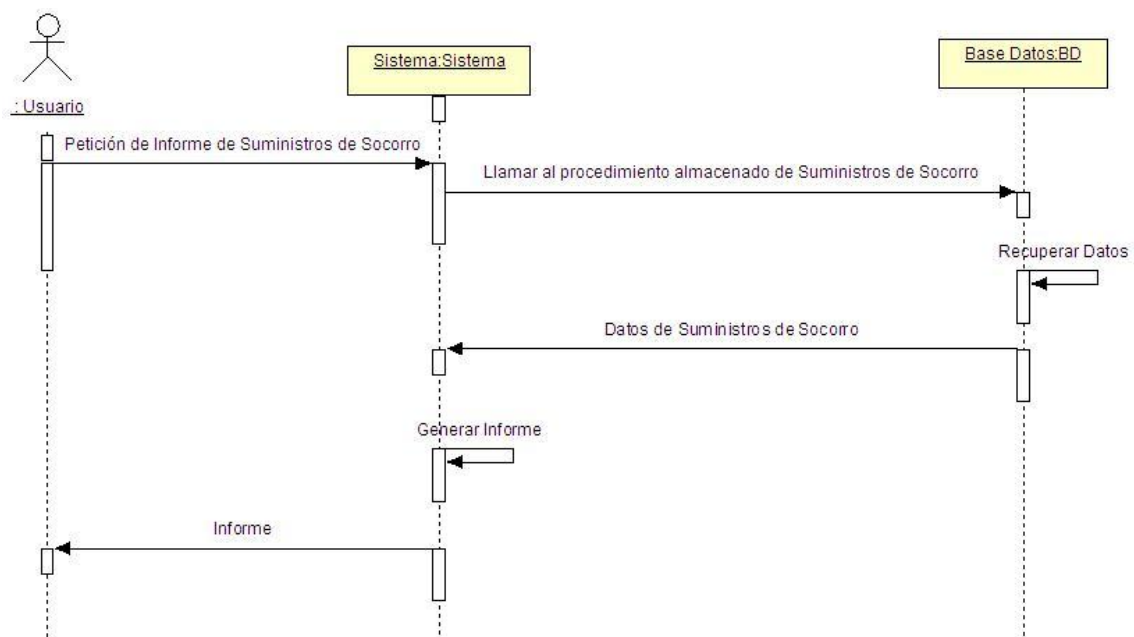 Sistema:Sistema
Base Datos:BD
: Usuario
Petición de Informe de Suministros de Socorro
Llamar al procedimiento almacenado de Suministros de Socorro
Recuperar Datos
Datos de Suministros de Socorro
Generar Informe
Informe